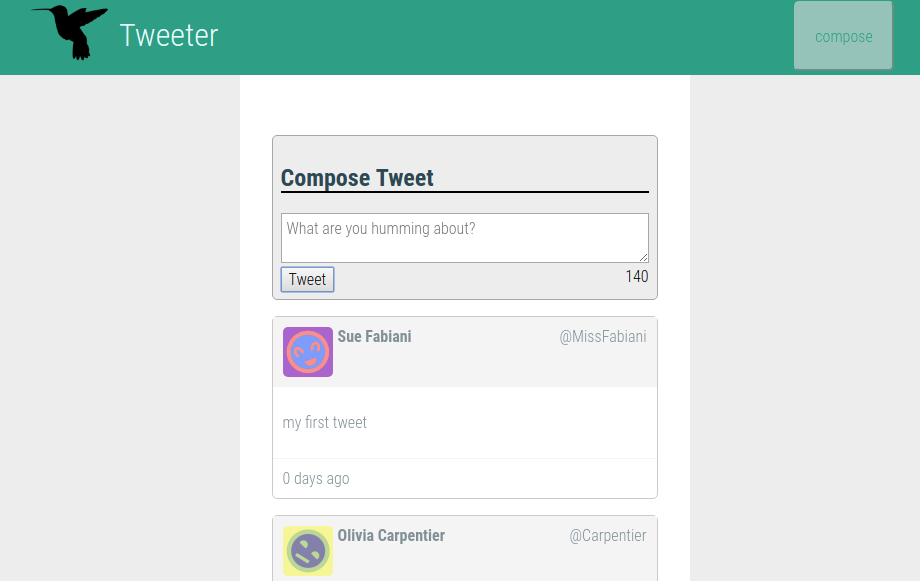 Tweeter
compose
Compose Tweet
What are you humming about?
Tweet
140
Sue Fabiani
@MissFabiani
my first tweet
0 days ago
Olivia Carpentier
@Carpentier